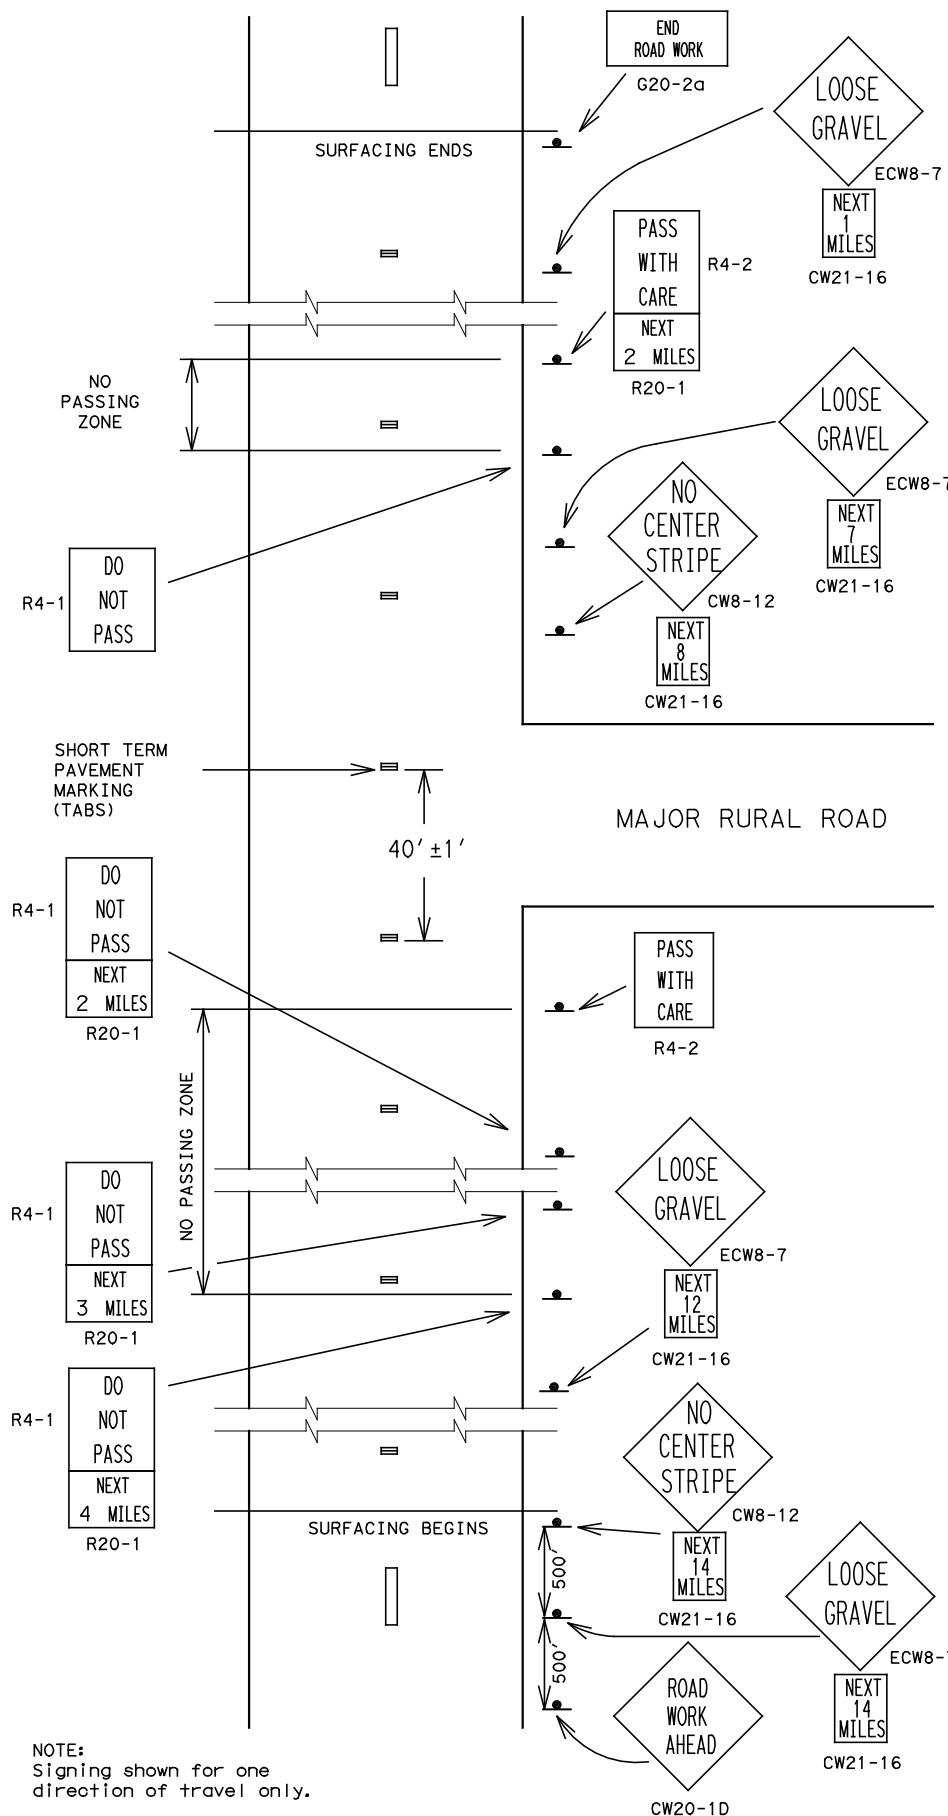 END
ROAD WORK
G20-2a
LOOSE
GRAVEL
ECW8-7
NEXT
1
MILES
CW21-16
SURFACING ENDS
PASS
WITH
CARE
R4-2
NEXT
2 MILES
R20-1
NO
PASSING
ZONE
LOOSE
GRAVEL
ECW8-7
NEXT
7
MILES
CW21-16
NO
CENTER
STRIPE
CW8-12
NEXT
8
MILES
CW21-16
R4-1
DO
NOT
PASS
SHORT TERM
PAVEMENT
MARKING
(TABS)
40'±1'
MAJOR RURAL ROAD
R4-1
DO
NOT
PASS
NEXT
2 MILES
R20-1
PASS
WITH
CARE
R4-2
NO PASSING ZONE
R4-1
DO
NOT
PASS
NEXT
3 MILES
R20-1
LOOSE
GRAVEL
ECW8-7
NEXT
12
MILES
CW21-16
R4-1
DO
NOT
PASS
NEXT
4 MILES
R20-1
NO
CENTER
STRIPE
CW8-12
NEXT
14
MILES
CW21-16
SURFACING BEGINS
500'
500'
LOOSE
GRAVEL
ECW8-
NEXT
14
MILES
CW21-16
ROAD
WORK
AHEAD
CW20-1D
NOTE:
Signing shown for one
direction of travel only.